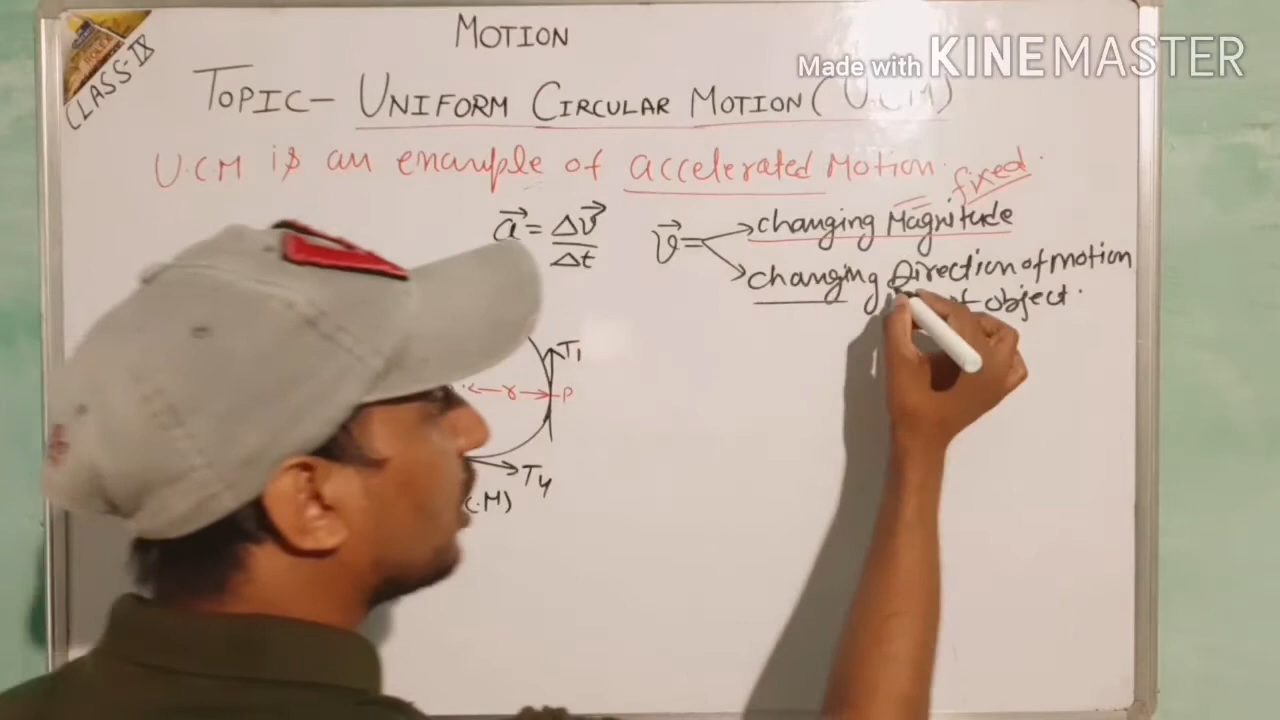 MOTION
Made with KINEMASTER
CLASS-IX
TOPIC- UNIFORM CIRCULAR MOTION (U.C.M)
U.C.M is an example of accelerated Motion.
fixed
a⃗ = Δv⃗/Δt
v⃗ = changing Magnitude
changing Direction of motion
object.
T1
r P
T4